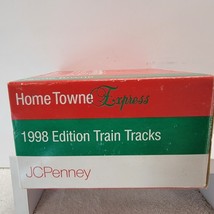 Home Towne Express
1998 Edition Train Tracks
JCPenney